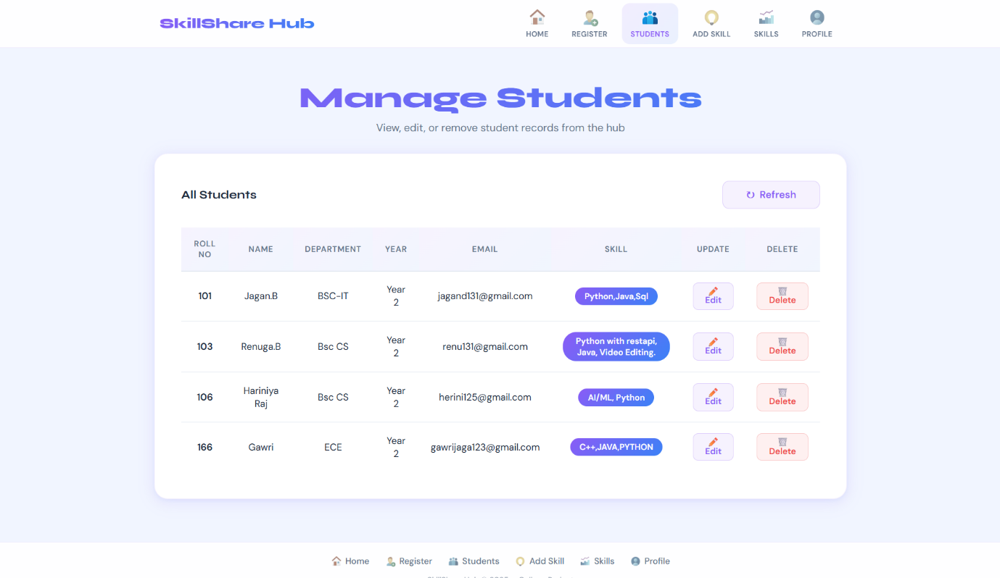 SkillShare Hub
HOME
REGISTER
STUDENTS
ADD SKILL
SKILLS
PROFILE
Manage Students
View, edit, or remove student records from the hub
All Students
↻ Refresh
ROLL NO NAME DEPARTMENT YEAR EMAIL SKILL UPDATE DELETE
101 Jagan.B BSC-IT Year 2 jagand131@gmail.com Python,Java,Sql Edit Delete
103 Renuga.B Bsc CS Year 2 renu131@gmail.com Python with restapi, Java, Video Editing. Edit Delete
106 Hariniya Raj Bsc CS Year 2 herini125@gmail.com AI/ML, Python Edit Delete
166 Gawri ECE Year 2 gawrijaga123@gmail.com C++,JAVA,PYTHON Edit Delete
Home Register Students Add Skill Skills Profile